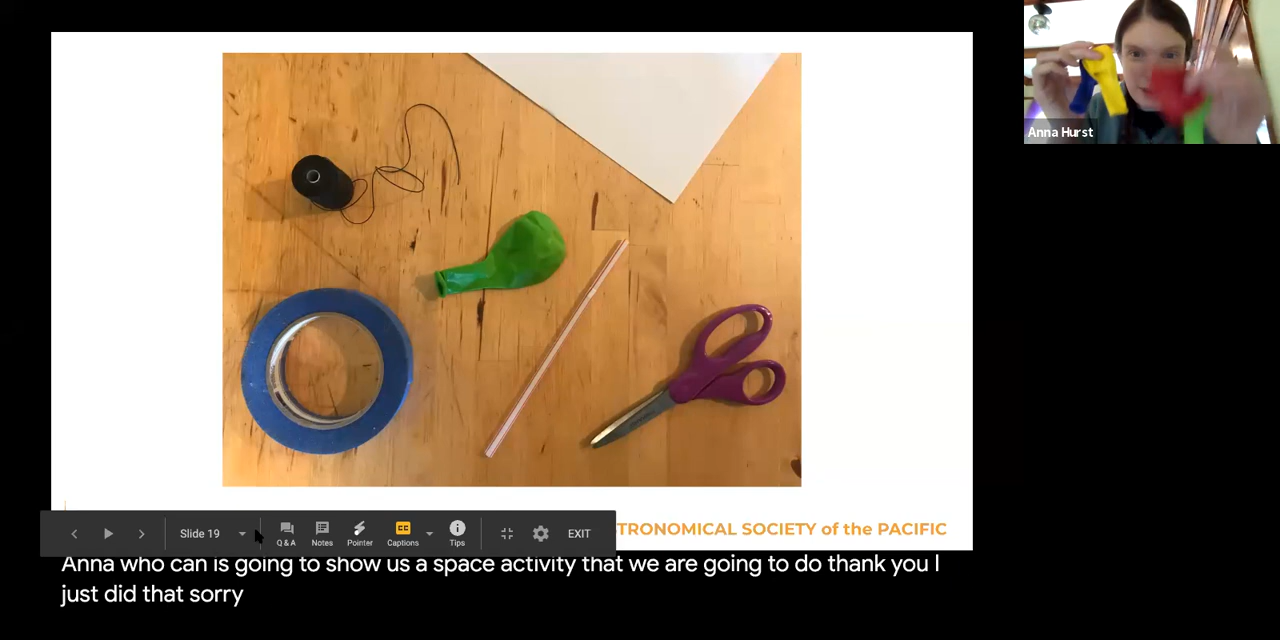 Anna Hurst
TRONOMICAL SOCIETY of the PACIFIC
Slide 19
Q & A
Notes
Pointer
CC
Captions
Tips
EXIT
Anna who can is going to show us a space activity that we are going to do thank you I
just did that sorry